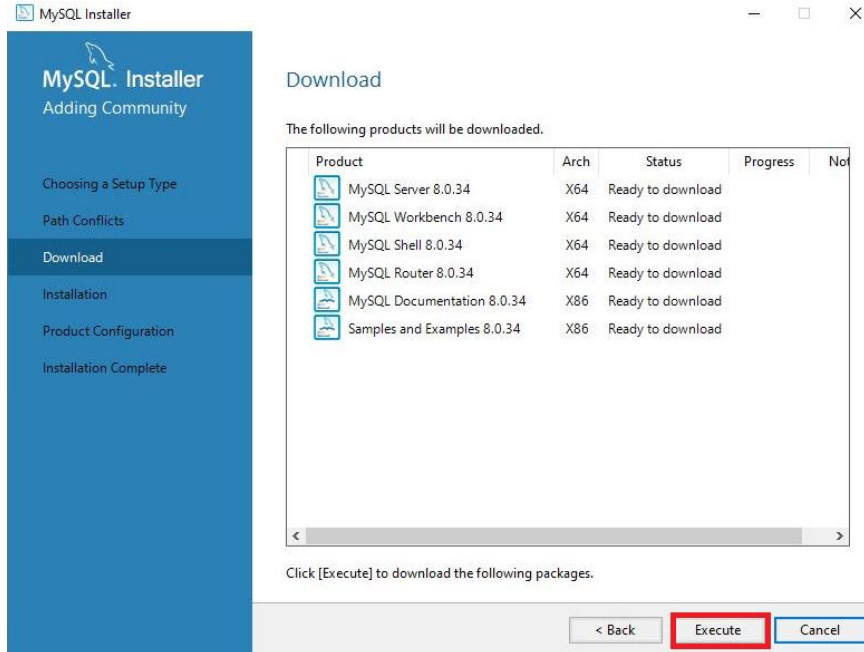 MySQL Installer
MySQL. Installer
Adding Community
Choosing a Setup Type
Path Conflicts
Download
Installation
Product Configuration
Installation Complete
Download
The following products will be downloaded.
Product Arch Status Progress Not
MySQL Server 8.0.34 X64 Ready to download
MySQL Workbench 8.0.34 X64 Ready to download
MySQL Shell 8.0.34 X64 Ready to download
MySQL Router 8.0.34 X64 Ready to download
MySQL Documentation 8.0.34 X86 Ready to download
Samples and Examples 8.0.34 X86 Ready to download
Click [Execute] to download the following packages.
< Back Execute Cancel